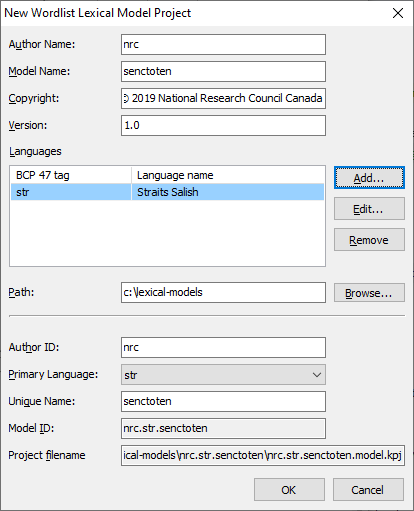 New Wordlist Lexical Model Project
Author Name: nrc
Model Name: senctoten
Copyright: © 2019 National Research Council Canada
Version: 1.0
Languages
BCP 47 tag Language name Add...
str Straits Salish
Edit...
Remove
Path: c:\lexical-models Browse...
Author ID: nrc
Primary Language: str
Unique Name: senctoten
Model ID: nrc.str.senctoten
Project filename ical-models\nrc.str.senctoten\nrc.str.senctoten.model.kpj
OK Cancel